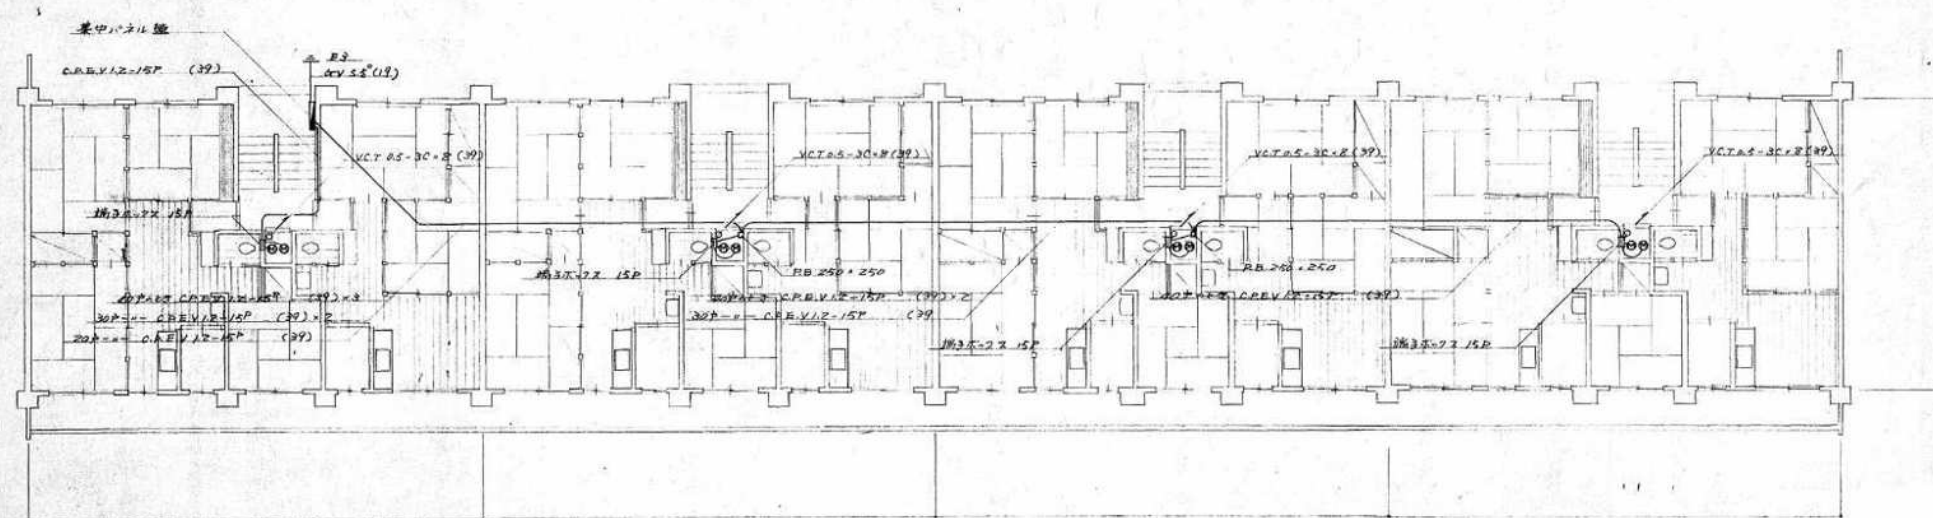 集中パネル盤
C.P.E.V 1.2-15P (39)
E3
GV 5.5□ (19)
V.C.T 0.5-3C×8 (39)
V.C.T 0.5-3C×8 (39)
V.C.T 0.5-3C×8 (39)
V.C.T 0.5-3C×8 (39)
端子ボックス 15P
端子ボックス 15P
P.B 250×250
P.B 250×250
C.P.E.V 1.2-15P (39)×3
30P C.P.E.V 1.2-15P (39)×2
20P C.P.E.V 1.2-15P (39)
C.P.E.V 1.2-15P (39)×2
30P C.P.E.V 1.2-15P (39
C.P.E.V 1.2-15P (39)
端子ボックス 15P
端子ボックス 15P